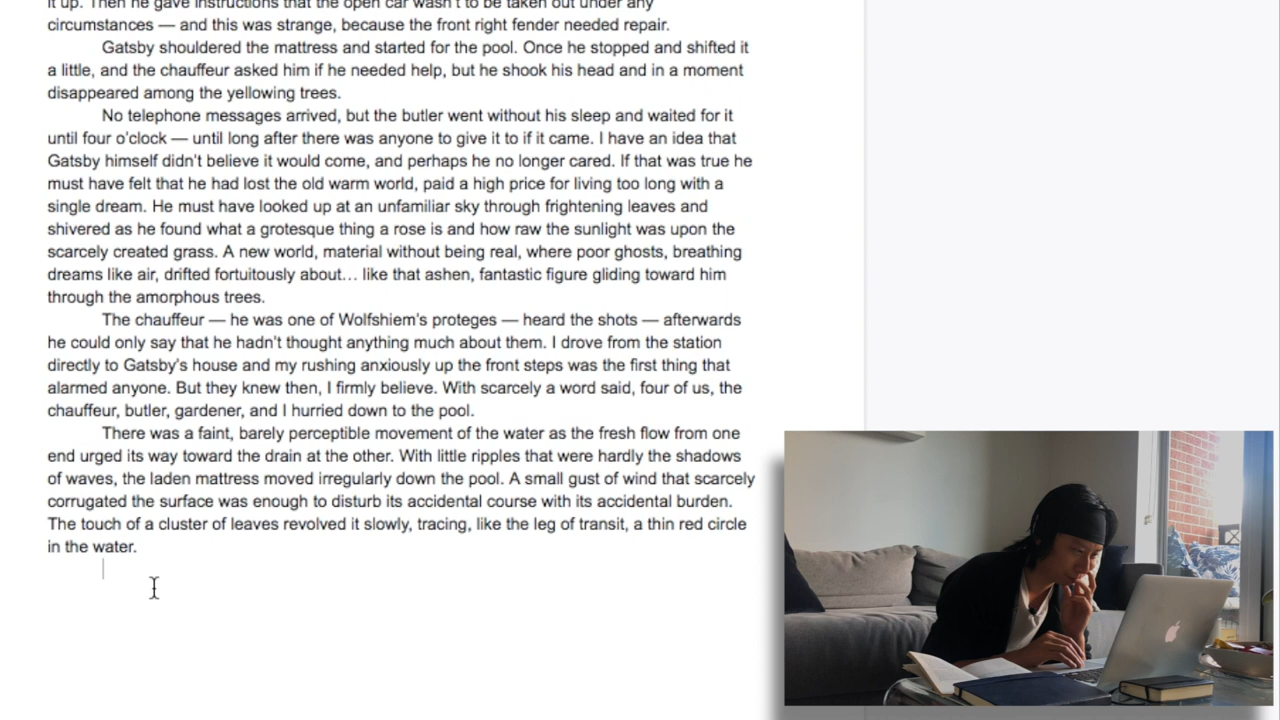 it up. Then he gave instructions that the open car wasn't to be taken out under any
circumstances — and this was strange, because the front right fender needed repair.
Gatsby shouldered the mattress and started for the pool. Once he stopped and shifted it
a little, and the chauffeur asked him if he needed help, but he shook his head and in a moment
disappeared among the yellowing trees.
No telephone messages arrived, but the butler went without his sleep and waited for it
until four o'clock — until long after there was anyone to give it to if it came. I have an idea that
Gatsby himself didn't believe it would come, and perhaps he no longer cared. If that was true he
must have felt that he had lost the old warm world, paid a high price for living too long with a
single dream. He must have looked up at an unfamiliar sky through frightening leaves and
shivered as he found what a grotesque thing a rose is and how raw the sunlight was upon the
scarcely created grass. A new world, material without being real, where poor ghosts, breathing
dreams like air, drifted fortuitously about… like that ashen, fantastic figure gliding toward him
through the amorphous trees.
The chauffeur — he was one of Wolfshiem's proteges — heard the shots — afterwards
he could only say that he hadn't thought anything much about them. I drove from the station
directly to Gatsby's house and my rushing anxiously up the front steps was the first thing that
alarmed anyone. But they knew then, I firmly believe. With scarcely a word said, four of us, the
chauffeur, butler, gardener, and I hurried down to the pool.
There was a faint, barely perceptible movement of the water as the fresh flow from one
end urged its way toward the drain at the other. With little ripples that were hardly the shadows
of waves, the laden mattress moved irregularly down the pool. A small gust of wind that scarcely
corrugated the surface was enough to disturb its accidental course with its accidental burden.
The touch of a cluster of leaves revolved it slowly, tracing, like the leg of transit, a thin red circle
in the water.